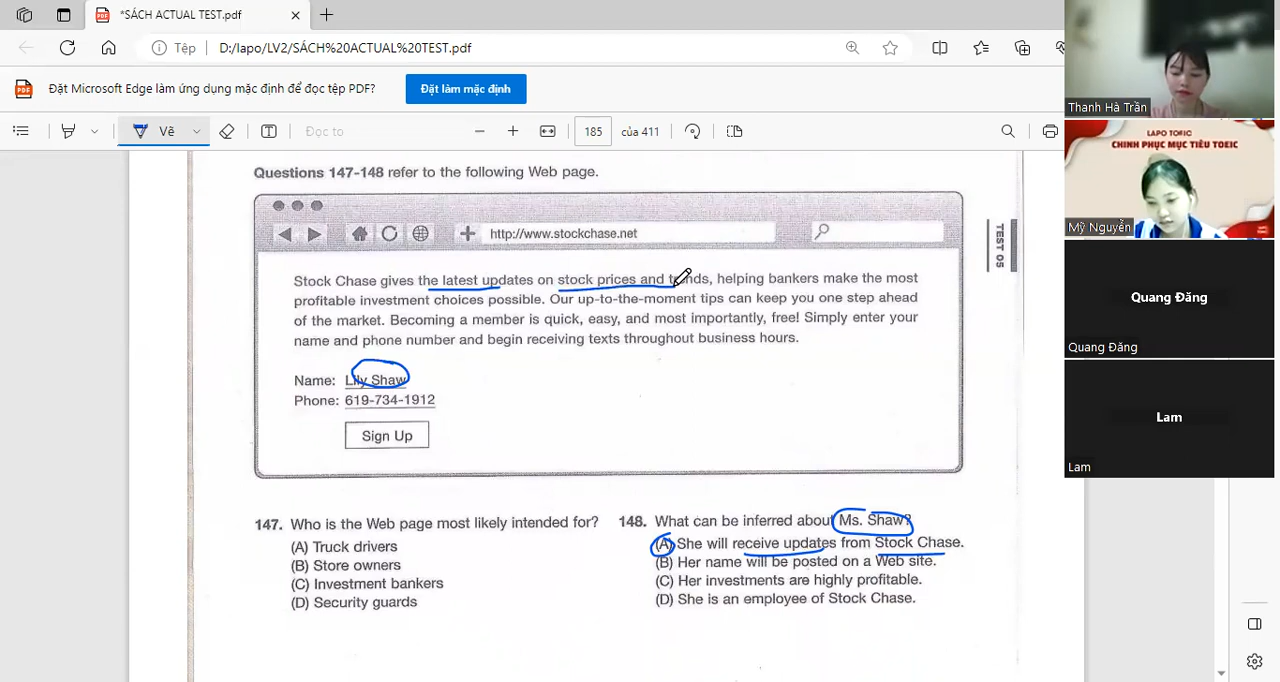 *SÁCH ACTUAL TEST.pdf
Tệp
D:/lapo/LV2/SÁCH%20ACTUAL%20TEST.pdf
Đặt Microsoft Edge làm ứng dụng mặc định để đọc tệp PDF?
Đặt làm mặc định
Vẽ
Đọc to
185
của 411
Questions 147-148 refer to the following Web page.
http://www.stockchase.net
Stock Chase gives the latest updates on stock prices and trends, helping bankers make the most
profitable investment choices possible. Our up-to-the-moment tips can keep you one step ahead
of the market. Becoming a member is quick, easy, and most importantly, free! Simply enter your
name and phone number and begin receiving texts throughout business hours.
Name: Lily Shaw
Phone: 619-734-1912
Sign Up
TEST 05
147. Who is the Web page most likely intended for?
(A) Truck drivers
(B) Store owners
(C) Investment bankers
(D) Security guards
148. What can be inferred about Ms. Shaw?
(A) She will receive updates from Stock Chase.
(B) Her name will be posted on a Web site.
(C) Her investments are highly profitable.
(D) She is an employee of Stock Chase.
Thanh Hà Trần
LAPO TOEIC
CHINH PHỤC MỤC TIÊU TOEIC
Mỹ Nguyễn
Quang Đăng
Quang Đăng
Lam
Lam